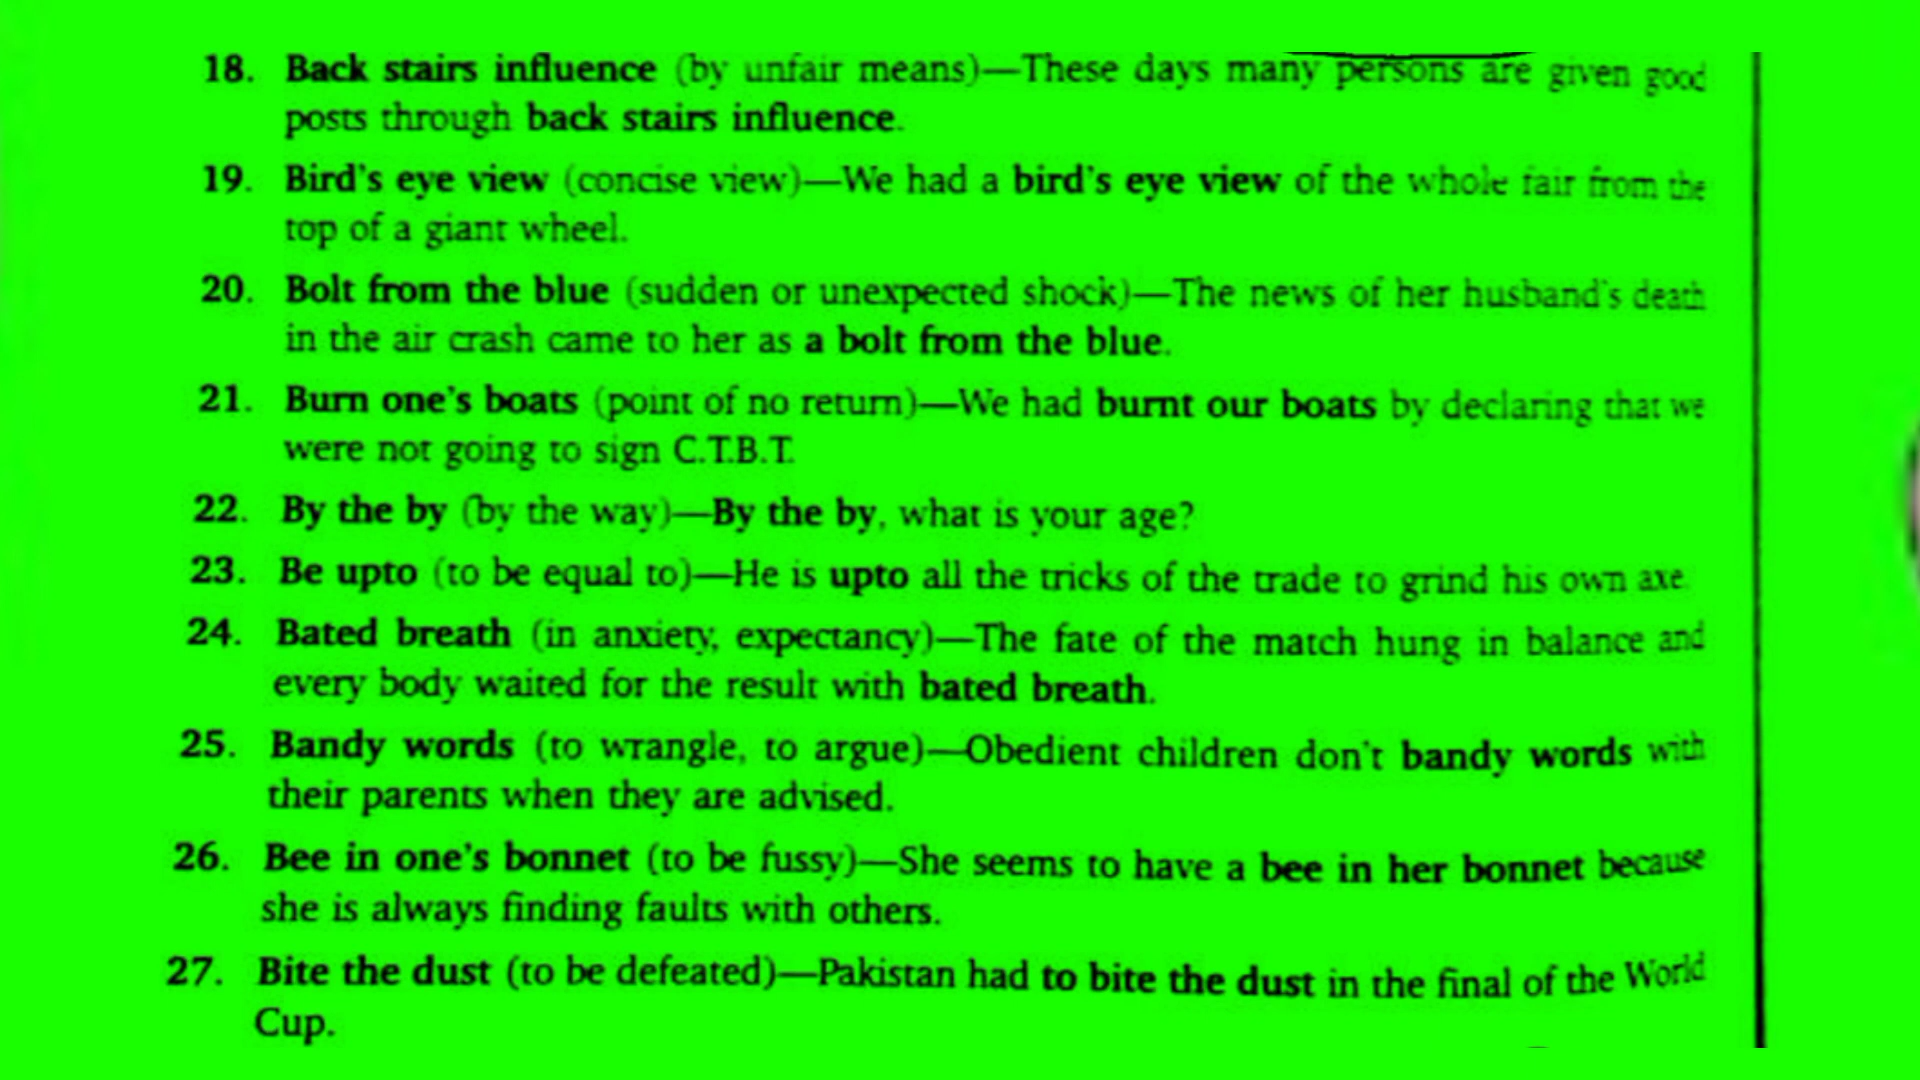 18. Back stairs influence (by unfair means)—These days many persons are given good
posts through back stairs influence.
19. Bird's eye view (concise view)—We had a bird's eye view of the whole fair from the
top of a giant wheel.
20. Bolt from the blue (sudden or unexpected shock)—The news of her husband's death
in the air crash came to her as a bolt from the blue.
21. Burn one's boats (point of no return)—We had burnt our boats by declaring that we
were not going to sign C.T.B.T.
22. By the by (by the way)—By the by, what is your age?
23. Be upto (to be equal to)—He is upto all the tricks of the trade to grind his own axe.
24. Bated breath (in anxiety, expectancy)—The fate of the match hung in balance and
every body waited for the result with bated breath.
25. Bandy words (to wrangle, to argue)—Obedient children don't bandy words with
their parents when they are advised.
26. Bee in one's bonnet (to be fussy)—She seems to have a bee in her bonnet because
she is always finding faults with others.
27. Bite the dust (to be defeated)—Pakistan had to bite the dust in the final of the World
Cup.